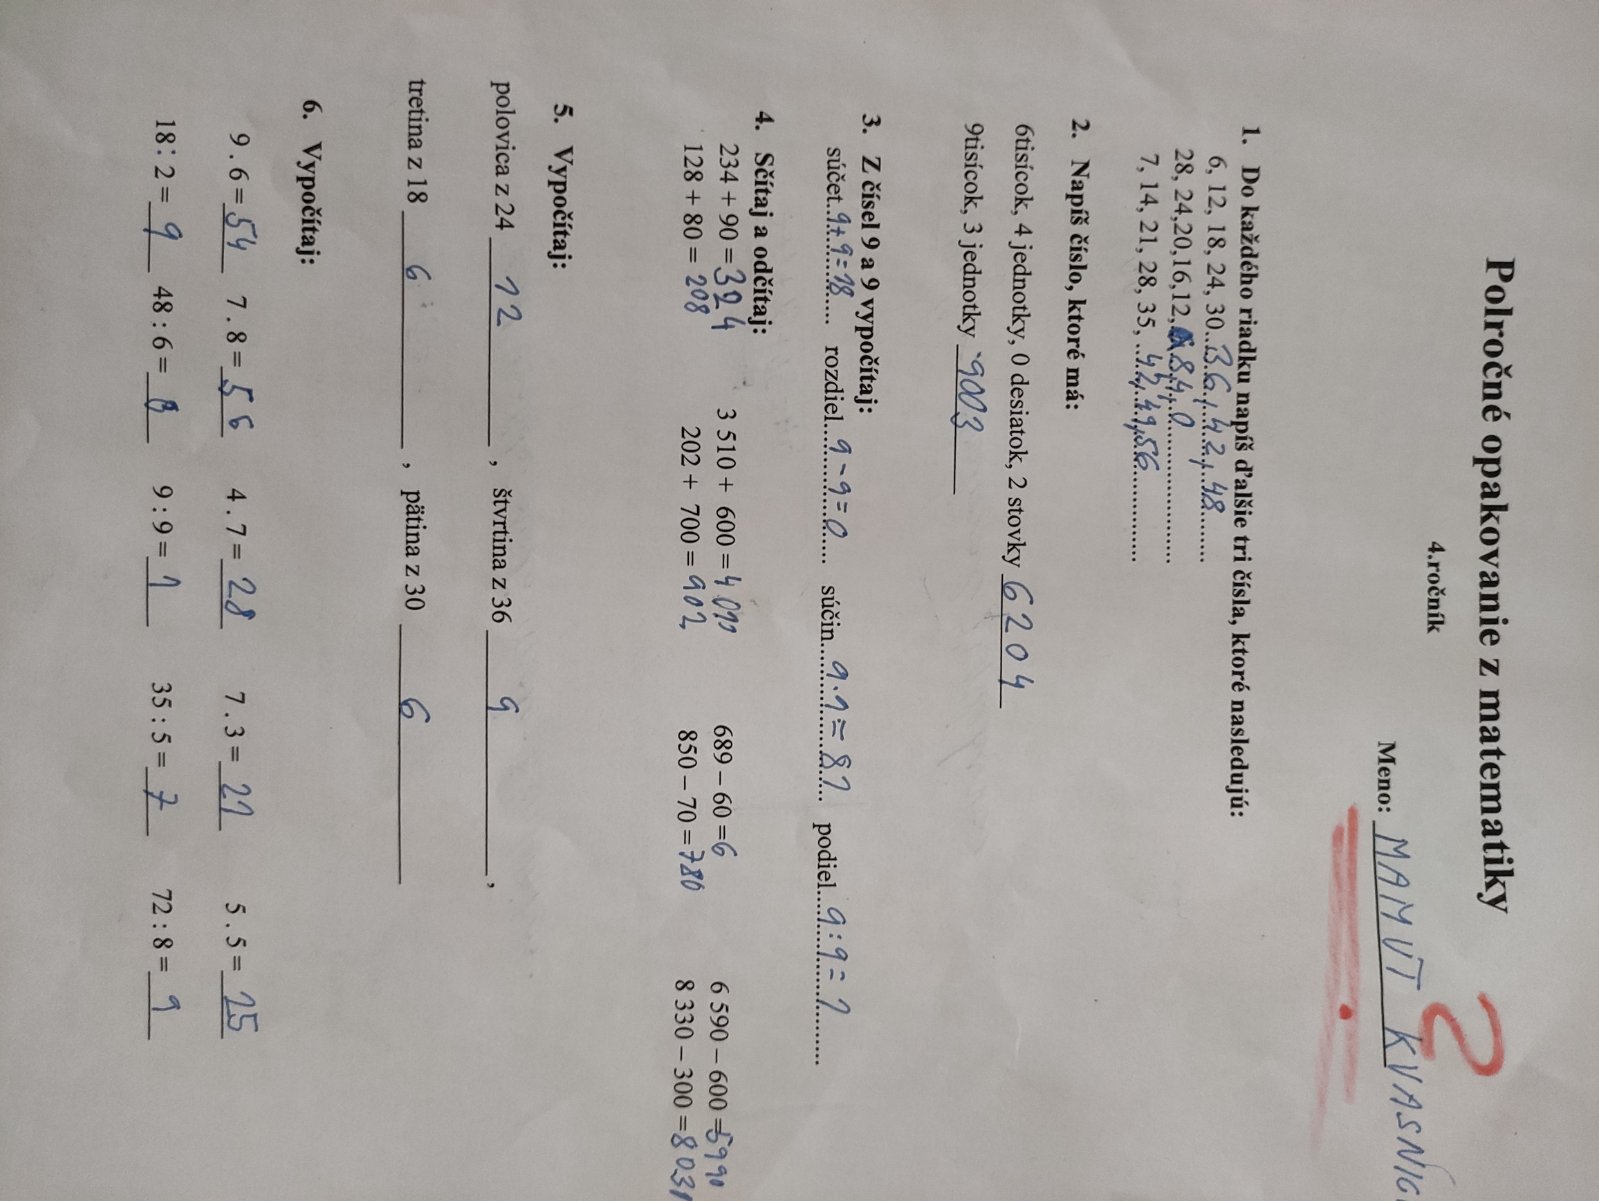 Polročné opakovanie z matematiky
4.ročník
Meno: MAMUT
1. Do každého riadku napíš ďalšie tri čísla, ktoré nasledujú:
6, 12, 18, 24, 30...36, 42, 48
28, 24,20,16,12, 8, 4, 0
7, 14, 21, 28, 35, ...42, 49, 56
2. Napíš číslo, ktoré má:
6tisícok, 4 jednotky, 0 desiatok, 2 stovky 6204
9tisícok, 3 jednotky 9003
3. Z čísel 9 a 9 vypočítaj:
súčet 9+9=18 rozdiel 9-9=0 súčin 9.9=81 podiel 9:9=1
4. Sčítaj a odčítaj:
234 + 90 = 324 3 510 + 600 = 689 – 60 =6 6 590 – 600 =5990
128 + 80 = 208 202 + 700 = 902 850 – 70 =780 8 330 – 300 =
5. Vypočítaj:
polovica z 24 12 , štvrtina z 36 9 ,
tretina z 18 6 , pätina z 30 6
6. Vypočítaj:
9 . 6 = 54 7 . 8 = 56 4 . 7 = 28 7 . 3 = 21 5 . 5 = 25
18 : 2 = 9 48 : 6 = 8 9 : 9 = 1 35 : 5 = 7 72 : 8 = 9